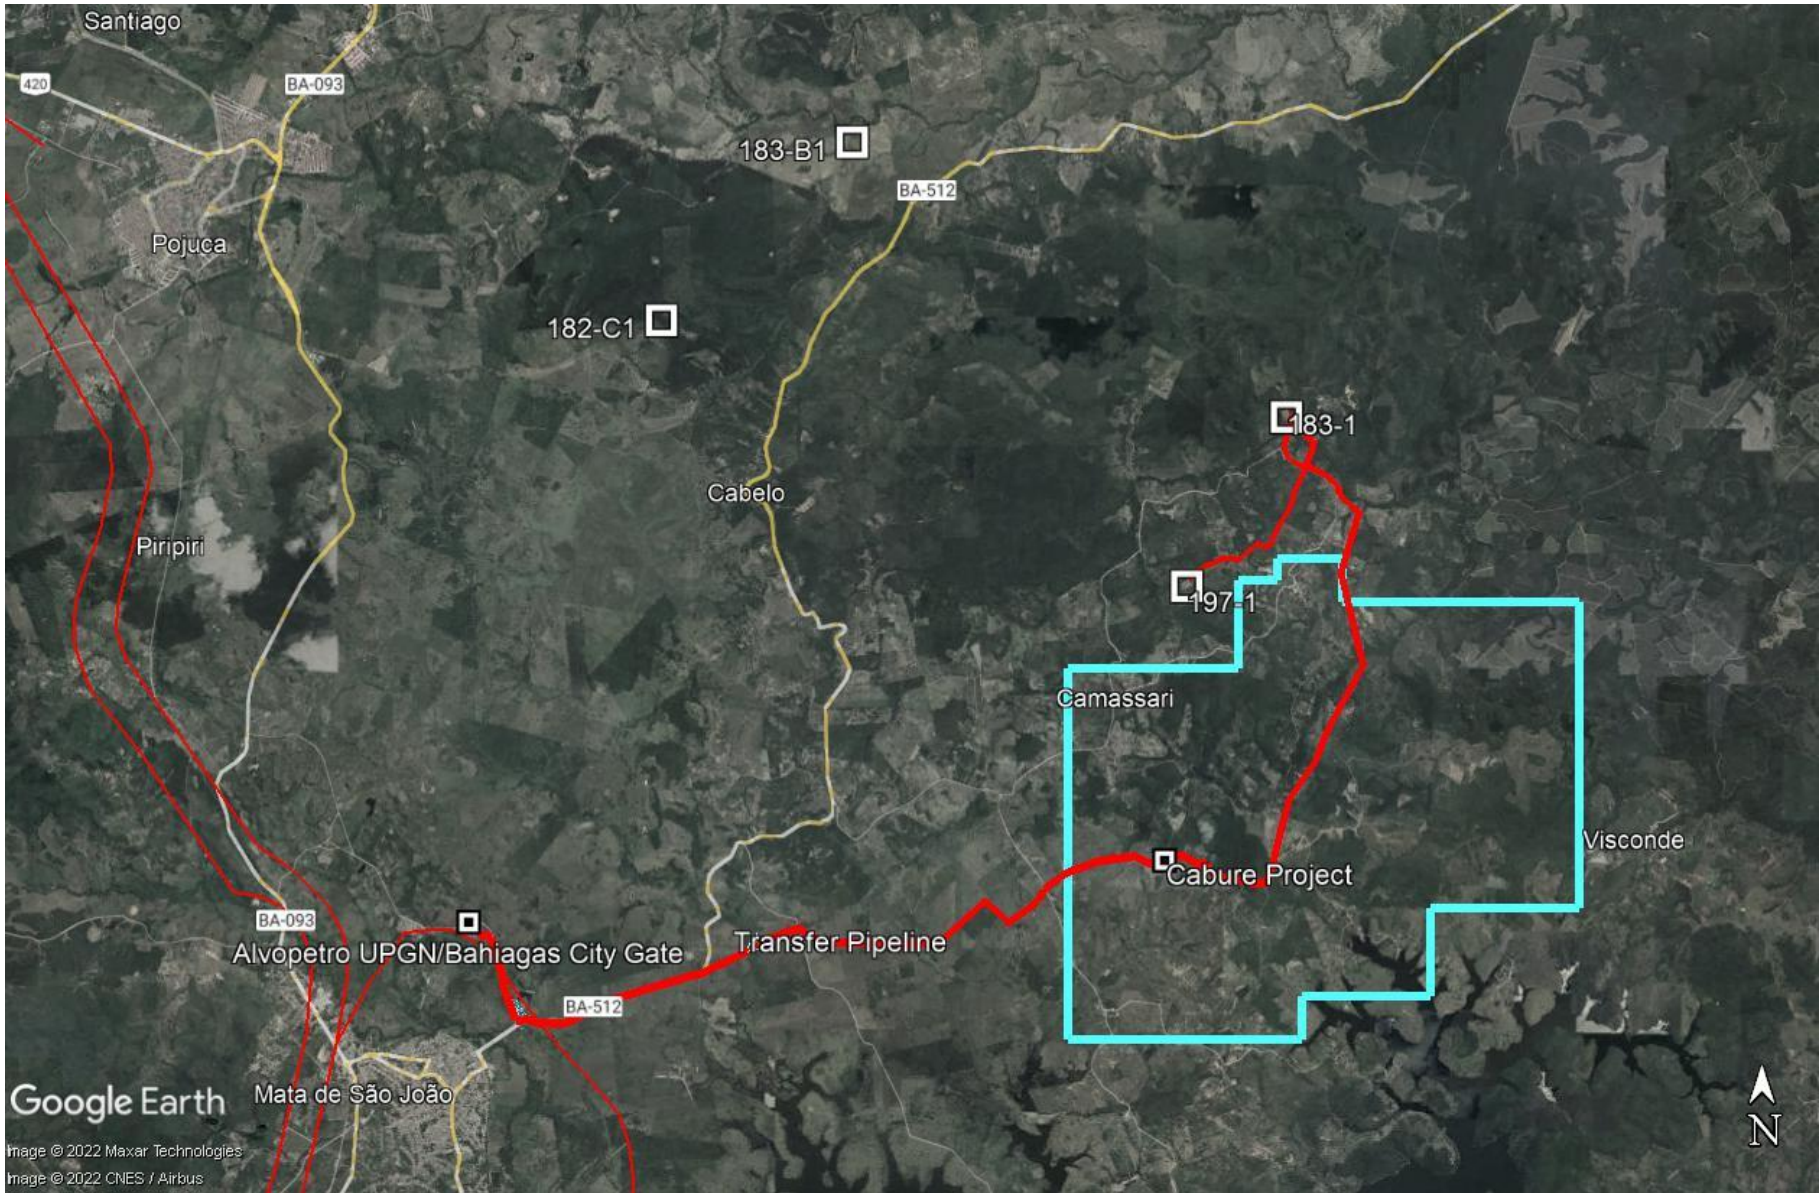 Santiago
420
BA-093
183-B1
BA-512
Pojuca
182-C1
183-1
Cabelo
Piripiri
197-1
Camassari
Visconde
Cabure Project
BA-093
Alvopetro UPGN/Bahiagas City Gate
Transfer Pipeline
BA-512
Mata de São João
Google Earth
N
Image © 2022 Maxar Technologies
Image © 2022 CNES / Airbus